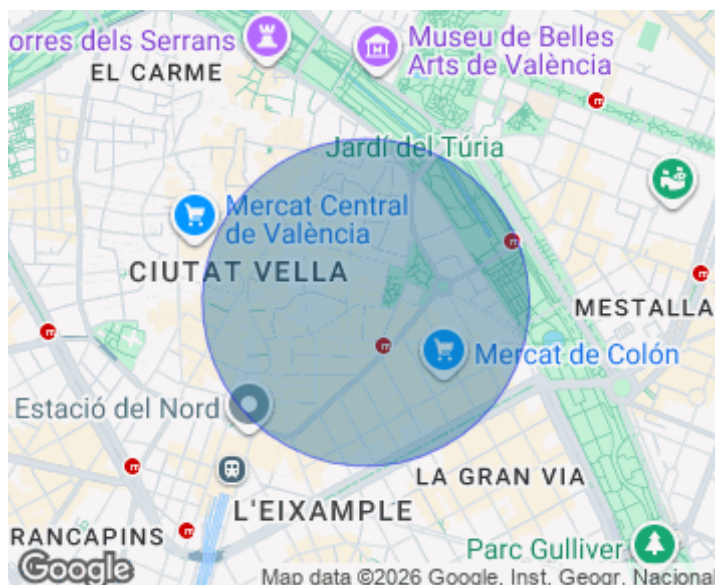 orres dels Serrans
EL CARME
Museu de Belles
Arts de València
Jardí del Túria
Mercat Central
de València
CIUTAT VELLA
MESTALLA
Mercat de Colón
Estació del Nord
LA GRAN VIA
L'EIXAMPLE
RANCAPINS
Parc Gulliver
Google
Map data ©2026 Google, Inst. Geogr. Nacional